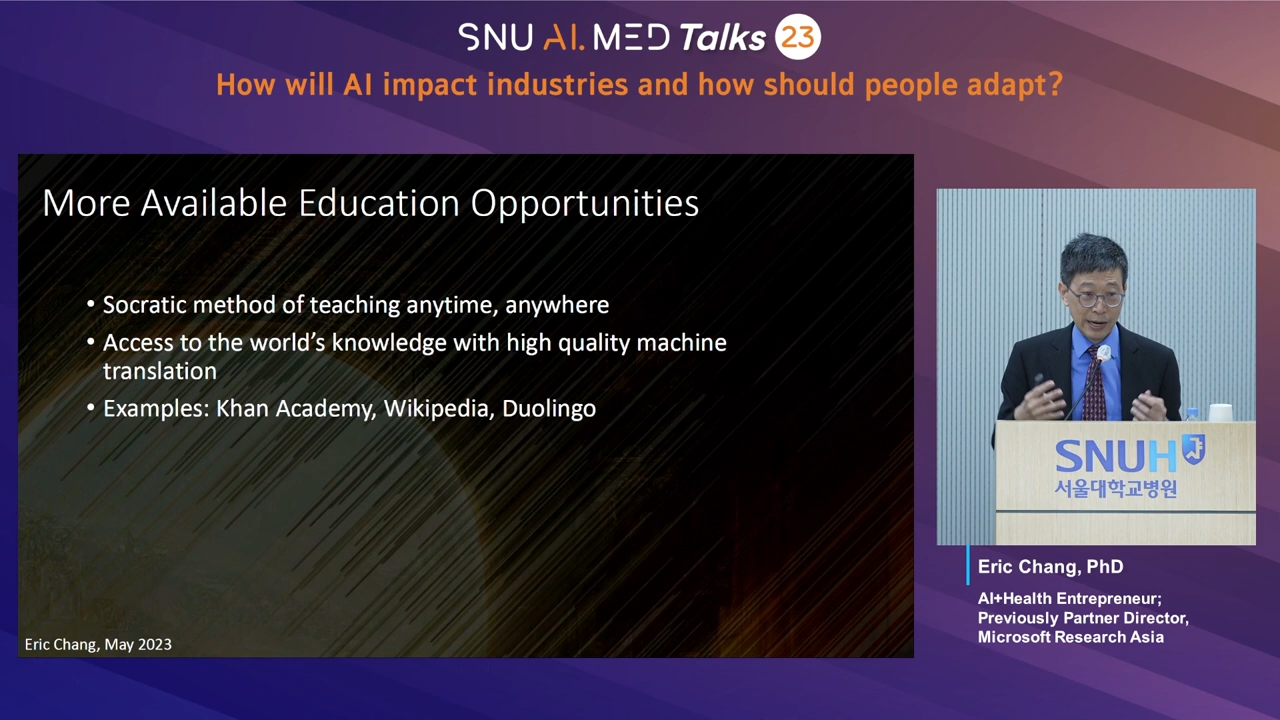 SNU AI. MED Talks 23
How will AI impact industries and how should people adapt?
More Available Education Opportunities
• Socratic method of teaching anytime, anywhere
• Access to the world's knowledge with high quality machine
translation
• Examples: Khan Academy, Wikipedia, Duolingo
Eric Chang, May 2023
SNUH
서울대학교병원
Eric Chang, PhD
AI+Health Entrepreneur;
Previously Partner Director,
Microsoft Research Asia